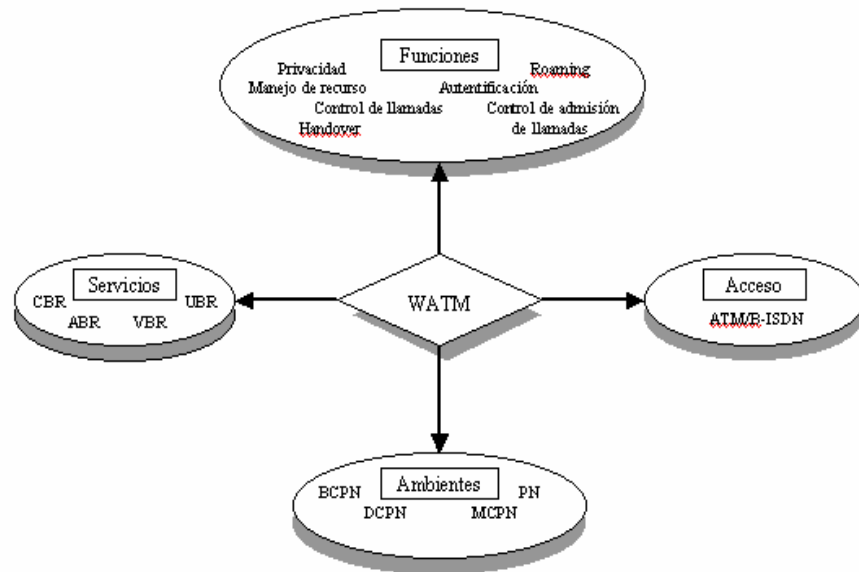 Funciones
Privacidad
Roaming
Manejo de recurso
Autentificación
Control de llamadas
Control de admisión
de llamadas
Handover
Servicios
CBR
UBR
ABR
VBR
WATM
Acceso
ATM/B-ISDN
Ambientes
BCPN
PN
DCPN
MCPN